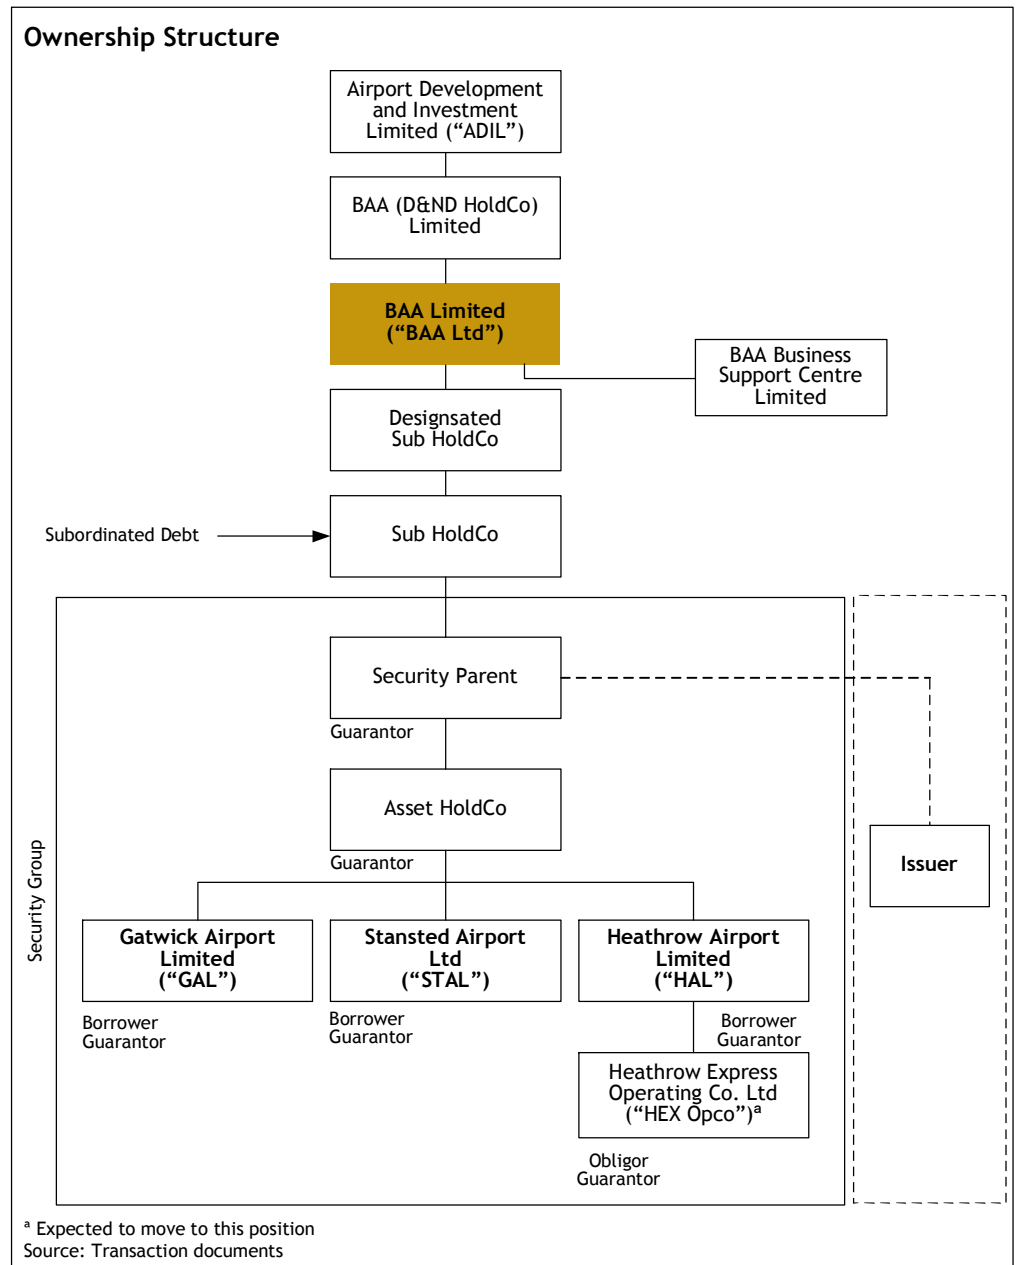 Ownership Structure
Airport Development
and Investment
Limited (“ADIL”)
BAA (D&ND HoldCo)
Limited
BAA Limited
(“BAA Ltd”)
BAA Business
Support Centre
Limited
Designsated
Sub HoldCo
Subordinated Debt
Sub HoldCo
Security Parent
Guarantor
Asset HoldCo
Guarantor
Issuer
Security Group
Gatwick Airport
Limited
(“GAL”)
Stansted Airport
Ltd
(“STAL”)
Heathrow Airport
Limited
(“HAL”)
Borrower
Guarantor
Borrower
Guarantor
Borrower
Guarantor
Heathrow Express
Operating Co. Ltd
(“HEX Opco”)ᵃ
Obligor
Guarantor
ᵃ Expected to move to this position
Source: Transaction documents